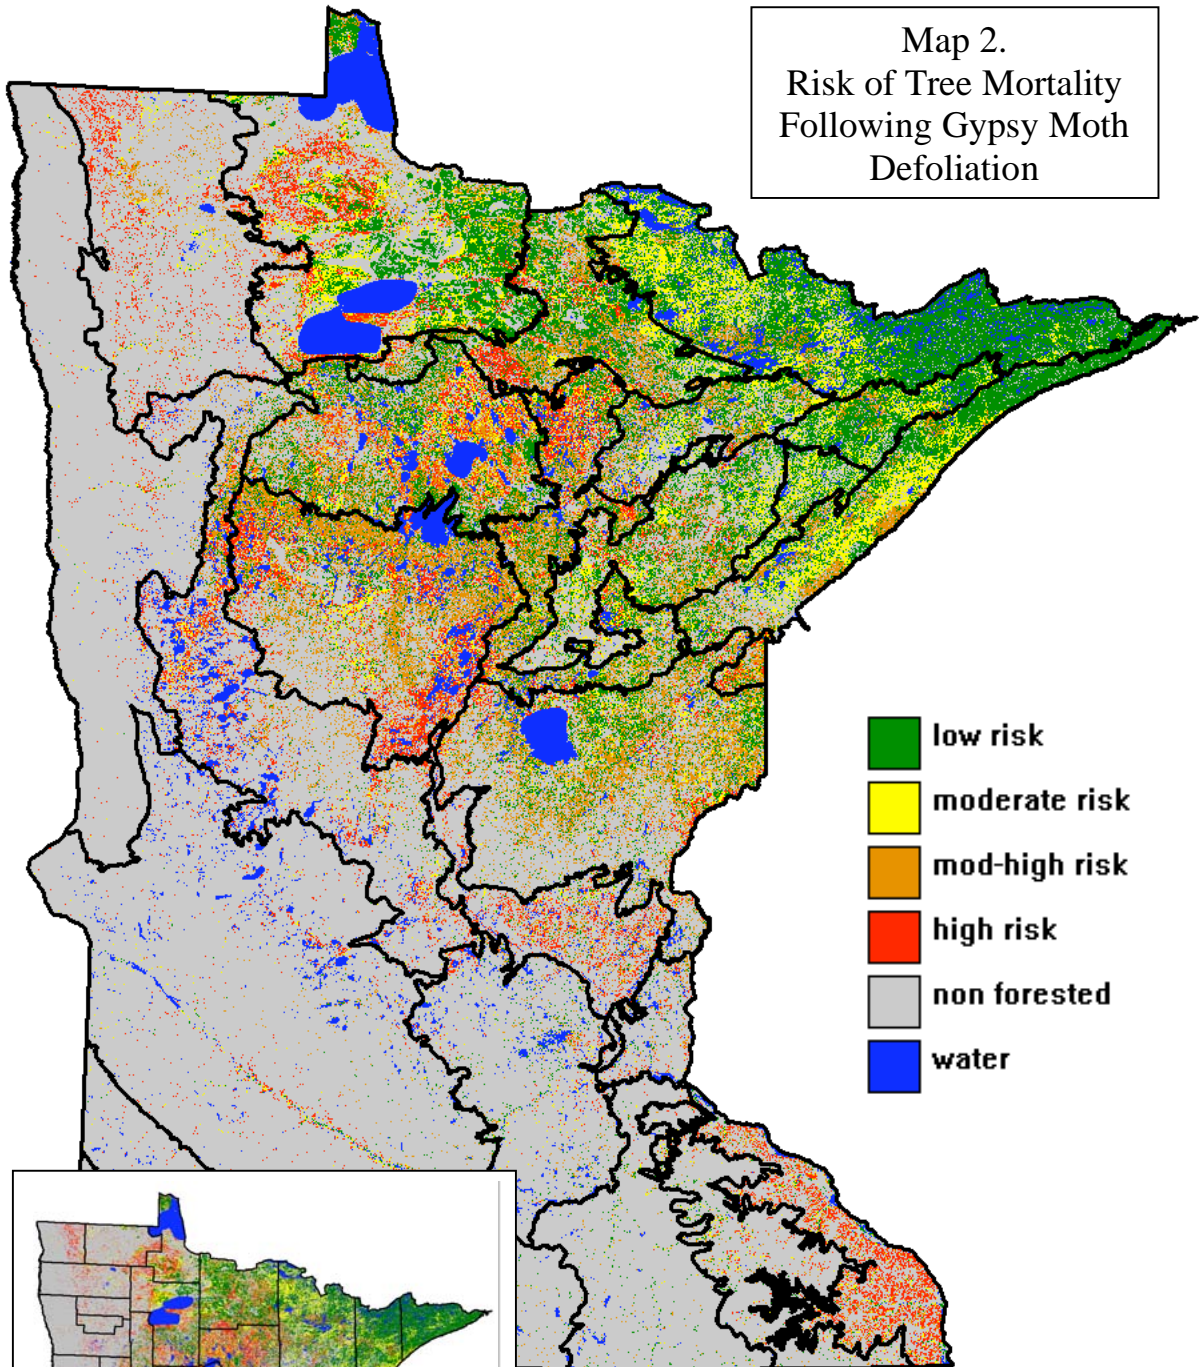 Map 2.
Risk of Tree Mortality
Following Gypsy Moth
Defoliation
low risk
moderate risk
mod-high risk
high risk
non forested
water